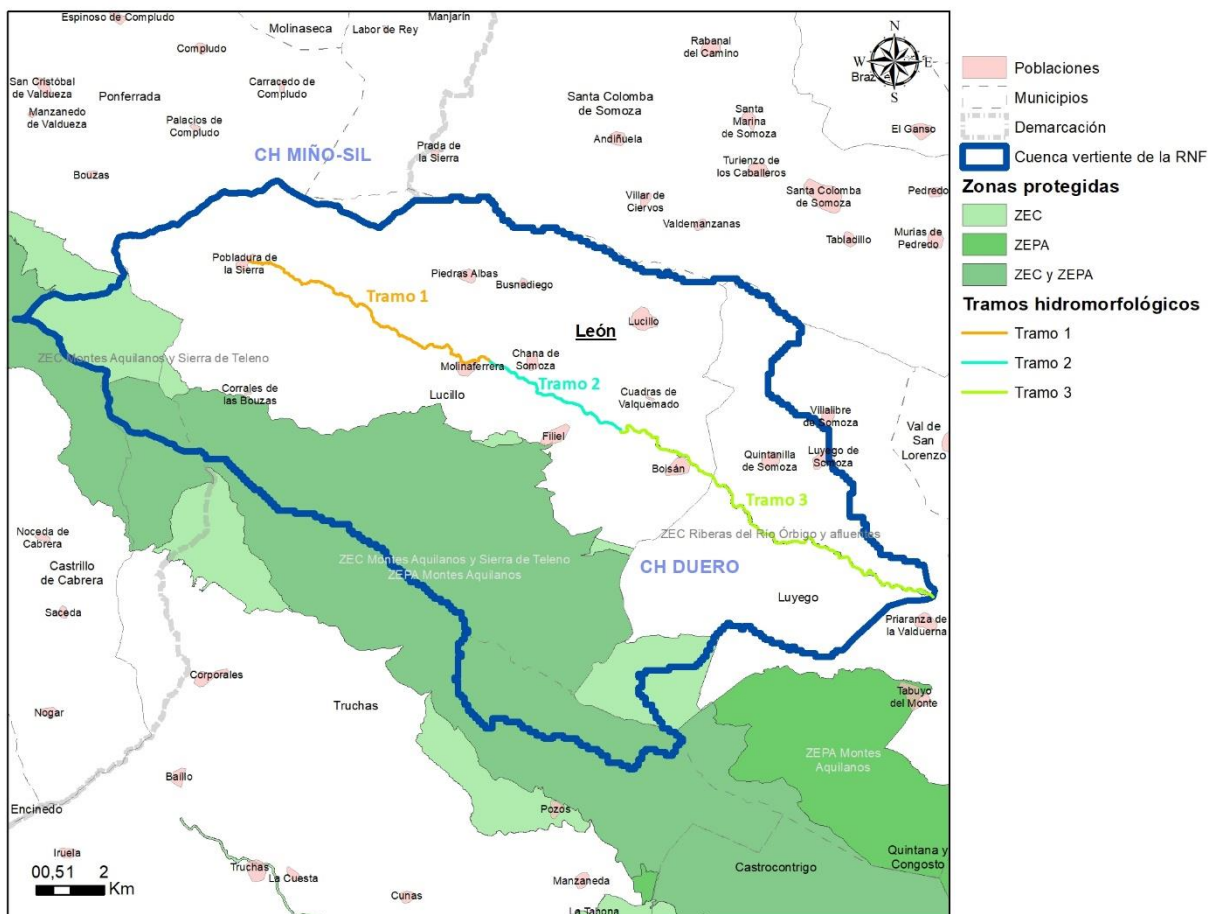 Espinoso de Compludo
Manjarín
Molinaseca
Labor de Rey
Compludo
Rabanal
del Camino
N
W
E
S
Braz
San Cristóbal
de Valdueza
Carracedo de
Compludo
Ponferrada
Manzanedo
de Valdueza
Palacios de
Compludo
Santa Colomba
de Somoza
Andiñuela
Santa
Marina
de Somoza
El Ganso
CH MIÑO-SIL
Prada de
la Sierra
Turienzo de
los Caballeros
Bouzas
Villar de
Ciervos
Santa Colomba
de Somoza
Pedredo
Valdemanzanas
Tabladillo
Murias de
Pedredo
Pobladura de
la Sierra
Piedras Albas
Busnadiego
Tramo 1
León
Lucillo
ZEC Montes Aquilanos y Sierra de Teleno
Chana de
Somoza
Molinaferrera
Tramo 2
Corrales de
las Bouzas
Lucillo
Cuadras de
Valquemado
Villalibre
de Somoza
Val de
San
Lorenzo
Filiel
Boisán
Quintanilla
de Somoza
Luyego de
Somoza
Tramo 3
Noceda de
Cabrera
ZEC Riberas del Río Órbigo y afluentes
Castrillo
de Cabrera
ZEC Montes Aquilanos y Sierra de Teleno
ZEPA Montes Aquilanos
CH DUERO
Saceda
Luyego
Priaranza de
la Valduerna
Corporales
Truchas
Tabuyo
del Monte
Nogar
ZEPA Montes
Aquilanos
Baillo
Encinedo
Pozos
Iruela
Truchas
La Cuesta
Castrocontrigo
Quintana y
Congosto
Manzaneda
Cunas
La Tahona
00,51 2
Km
Poblaciones
Municipios
Demarcación
Cuenca vertiente de la RNF
Zonas protegidas
ZEC
ZEPA
ZEC y ZEPA
Tramos hidromorfológicos
Tramo 1
Tramo 2
Tramo 3